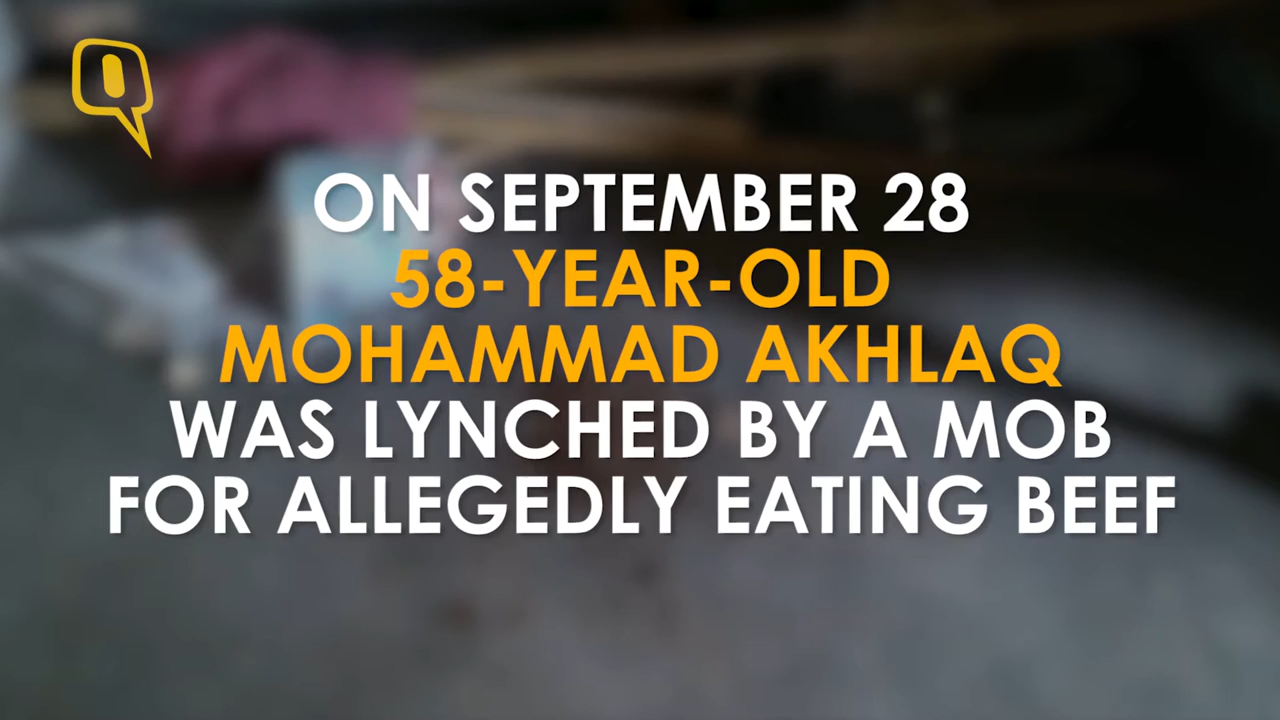 ON SEPTEMBER 28
58-YEAR-OLD
MOHAMMAD AKHLAQ
WAS LYNCHED BY A MOB
FOR ALLEGEDLY EATING BEEF